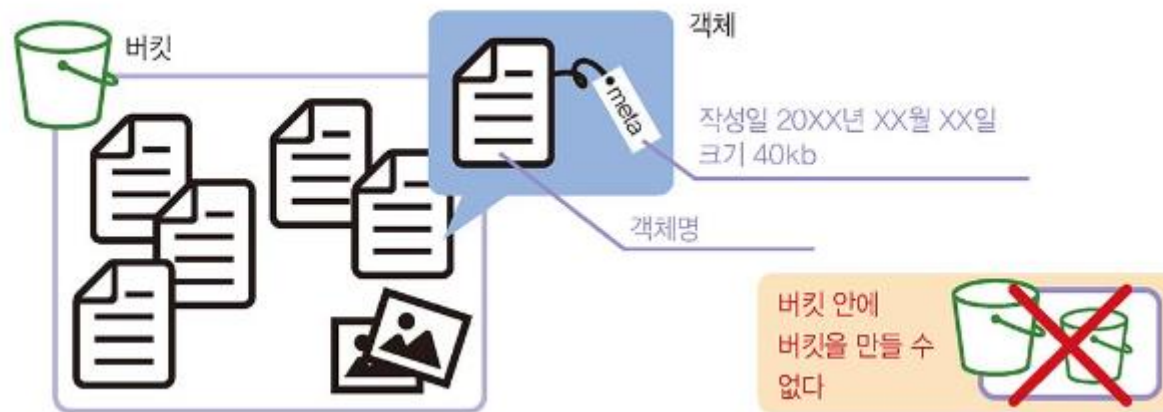 버킷
객체
meta
작성일 20XX년 XX월 XX일
크기 40kb
객체명
버킷 안에
버킷을 만들 수
없다